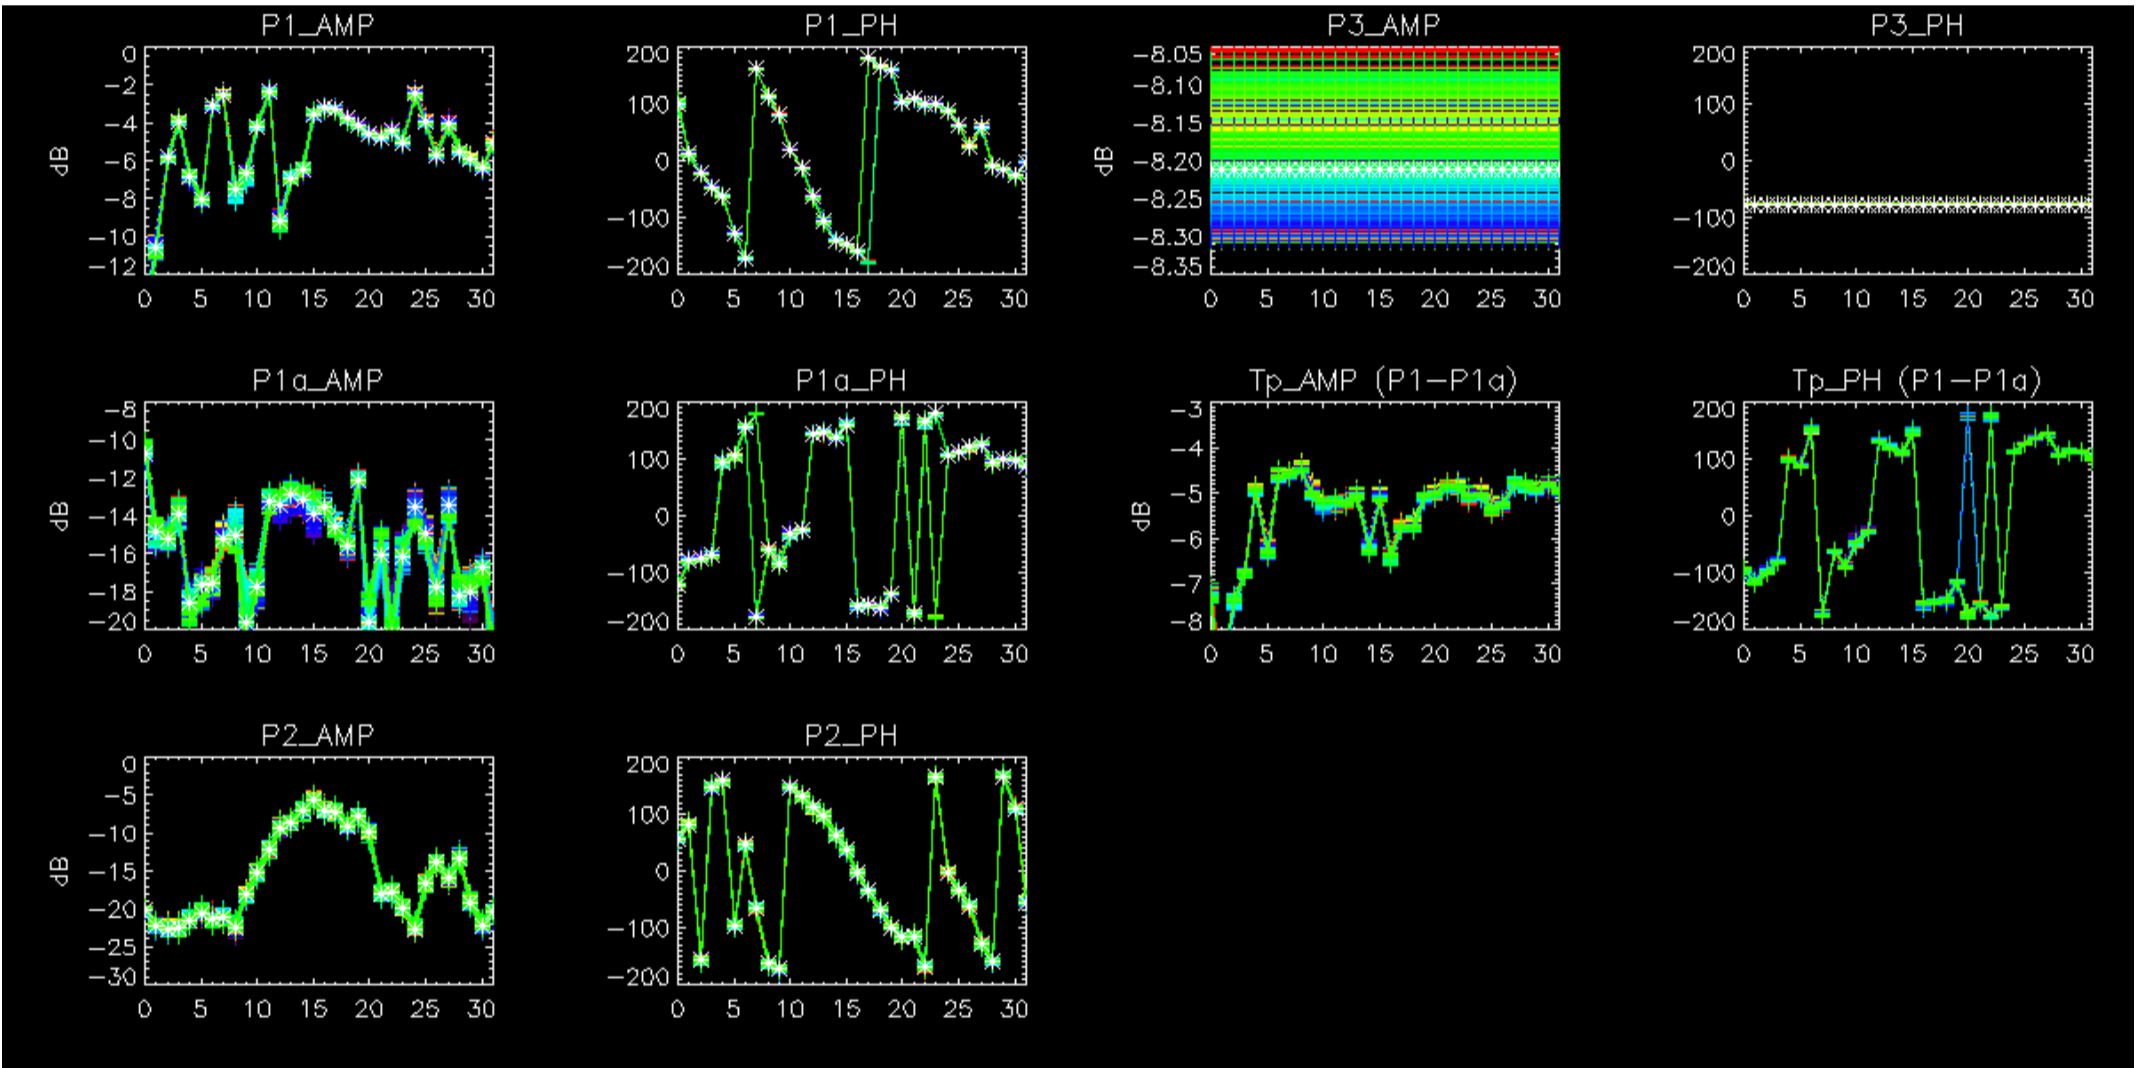 P1_AMP
P1_PH
P3_AMP
P3_PH
dB
0
-2
-4
-6
-8
-10
-12
0 5 10 15 20 25 30
200
100
0
-100
-200
0 5 10 15 20 25 30
dB
-8.05
-8.10
-8.15
-8.20
-8.25
-8.30
-8.35
0 5 10 15 20 25 30
200
100
0
-100
-200
0 5 10 15 20 25 30
P1a_AMP
P1a_PH
Tp_AMP (P1-P1a)
Tp_PH (P1-P1a)
dB
-8
-10
-12
-14
-16
-18
-20
0 5 10 15 20 25 30
200
100
0
-100
-200
0 5 10 15 20 25 30
dB
-3
-4
-5
-6
-7
-8
0 5 10 15 20 25 30
200
100
0
-100
-200
0 5 10 15 20 25 30
P2_AMP
P2_PH
dB
0
-5
-10
-15
-20
-25
-30
0 5 10 15 20 25 30
200
100
0
-100
-200
0 5 10 15 20 25 30